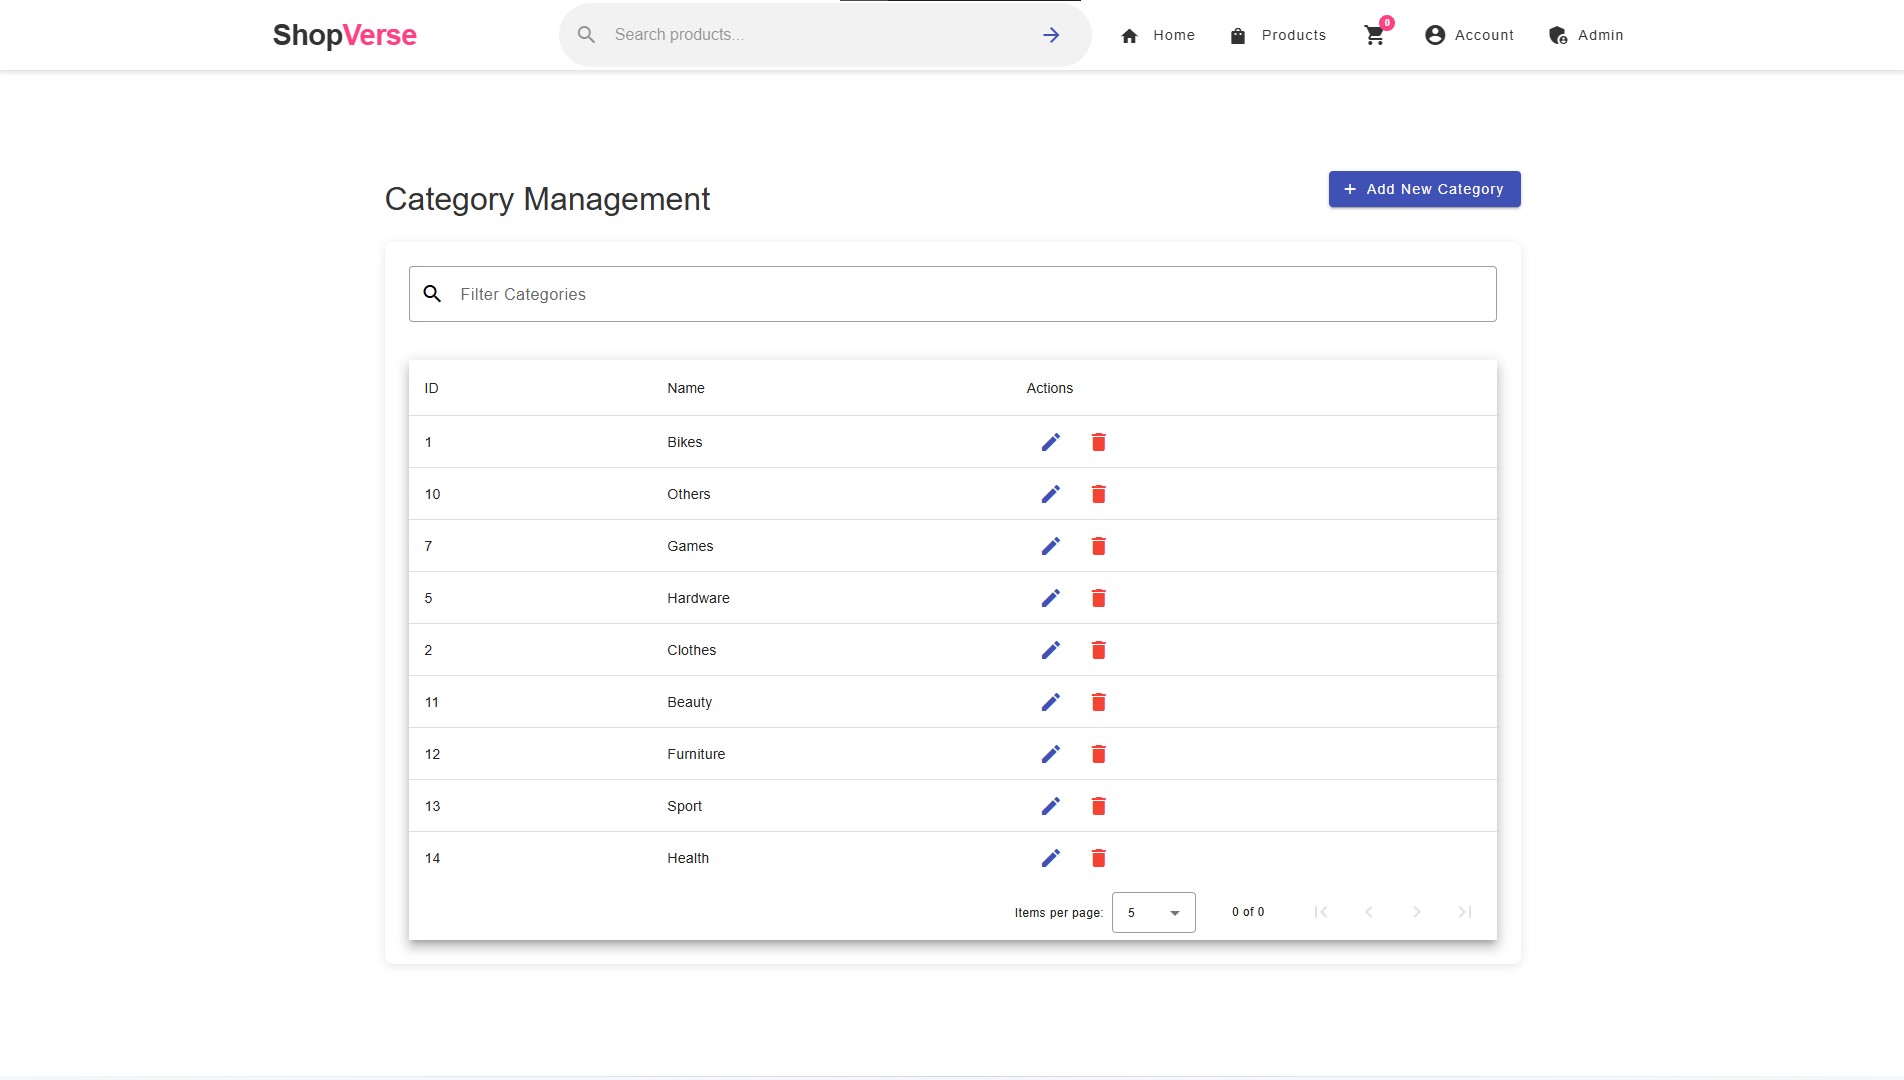 ShopVerse
Search products...
Home
Products
0
Account
Admin
Category Management
Add New Category
Filter Categories
ID Name Actions
1 Bikes
10 Others
7 Games
5 Hardware
2 Clothes
11 Beauty
12 Furniture
13 Sport
14 Health
Items per page: 5 0 of 0